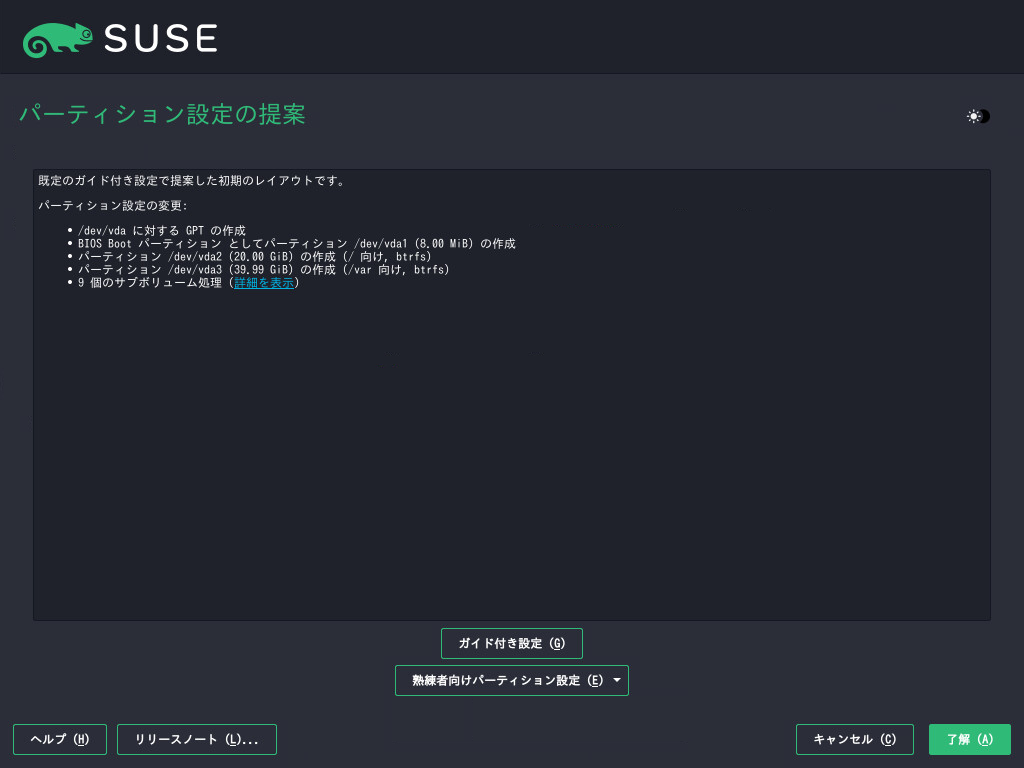 SUSE
パーティション設定の提案
既定のガイド付き設定で提案した初期のレイアウトです。
パーティション設定の変更:
• /dev/vda に対する GPT の作成
• BIOS Boot パーティション としてパーティション /dev/vda1 (8.00 MiB) の作成
• パーティション /dev/vda2 (20.00 GiB) の作成 (/ 向け, btrfs)
• パーティション /dev/vda3 (39.99 GiB) の作成 (/var 向け, btrfs)
• 9 個のサブボリューム処理 (詳細を表示)
ガイド付き設定 (G)
熟練者向けパーティション設定 (E)
ヘルプ (H) リリースノート (L)... キャンセル (C) 了解 (A)